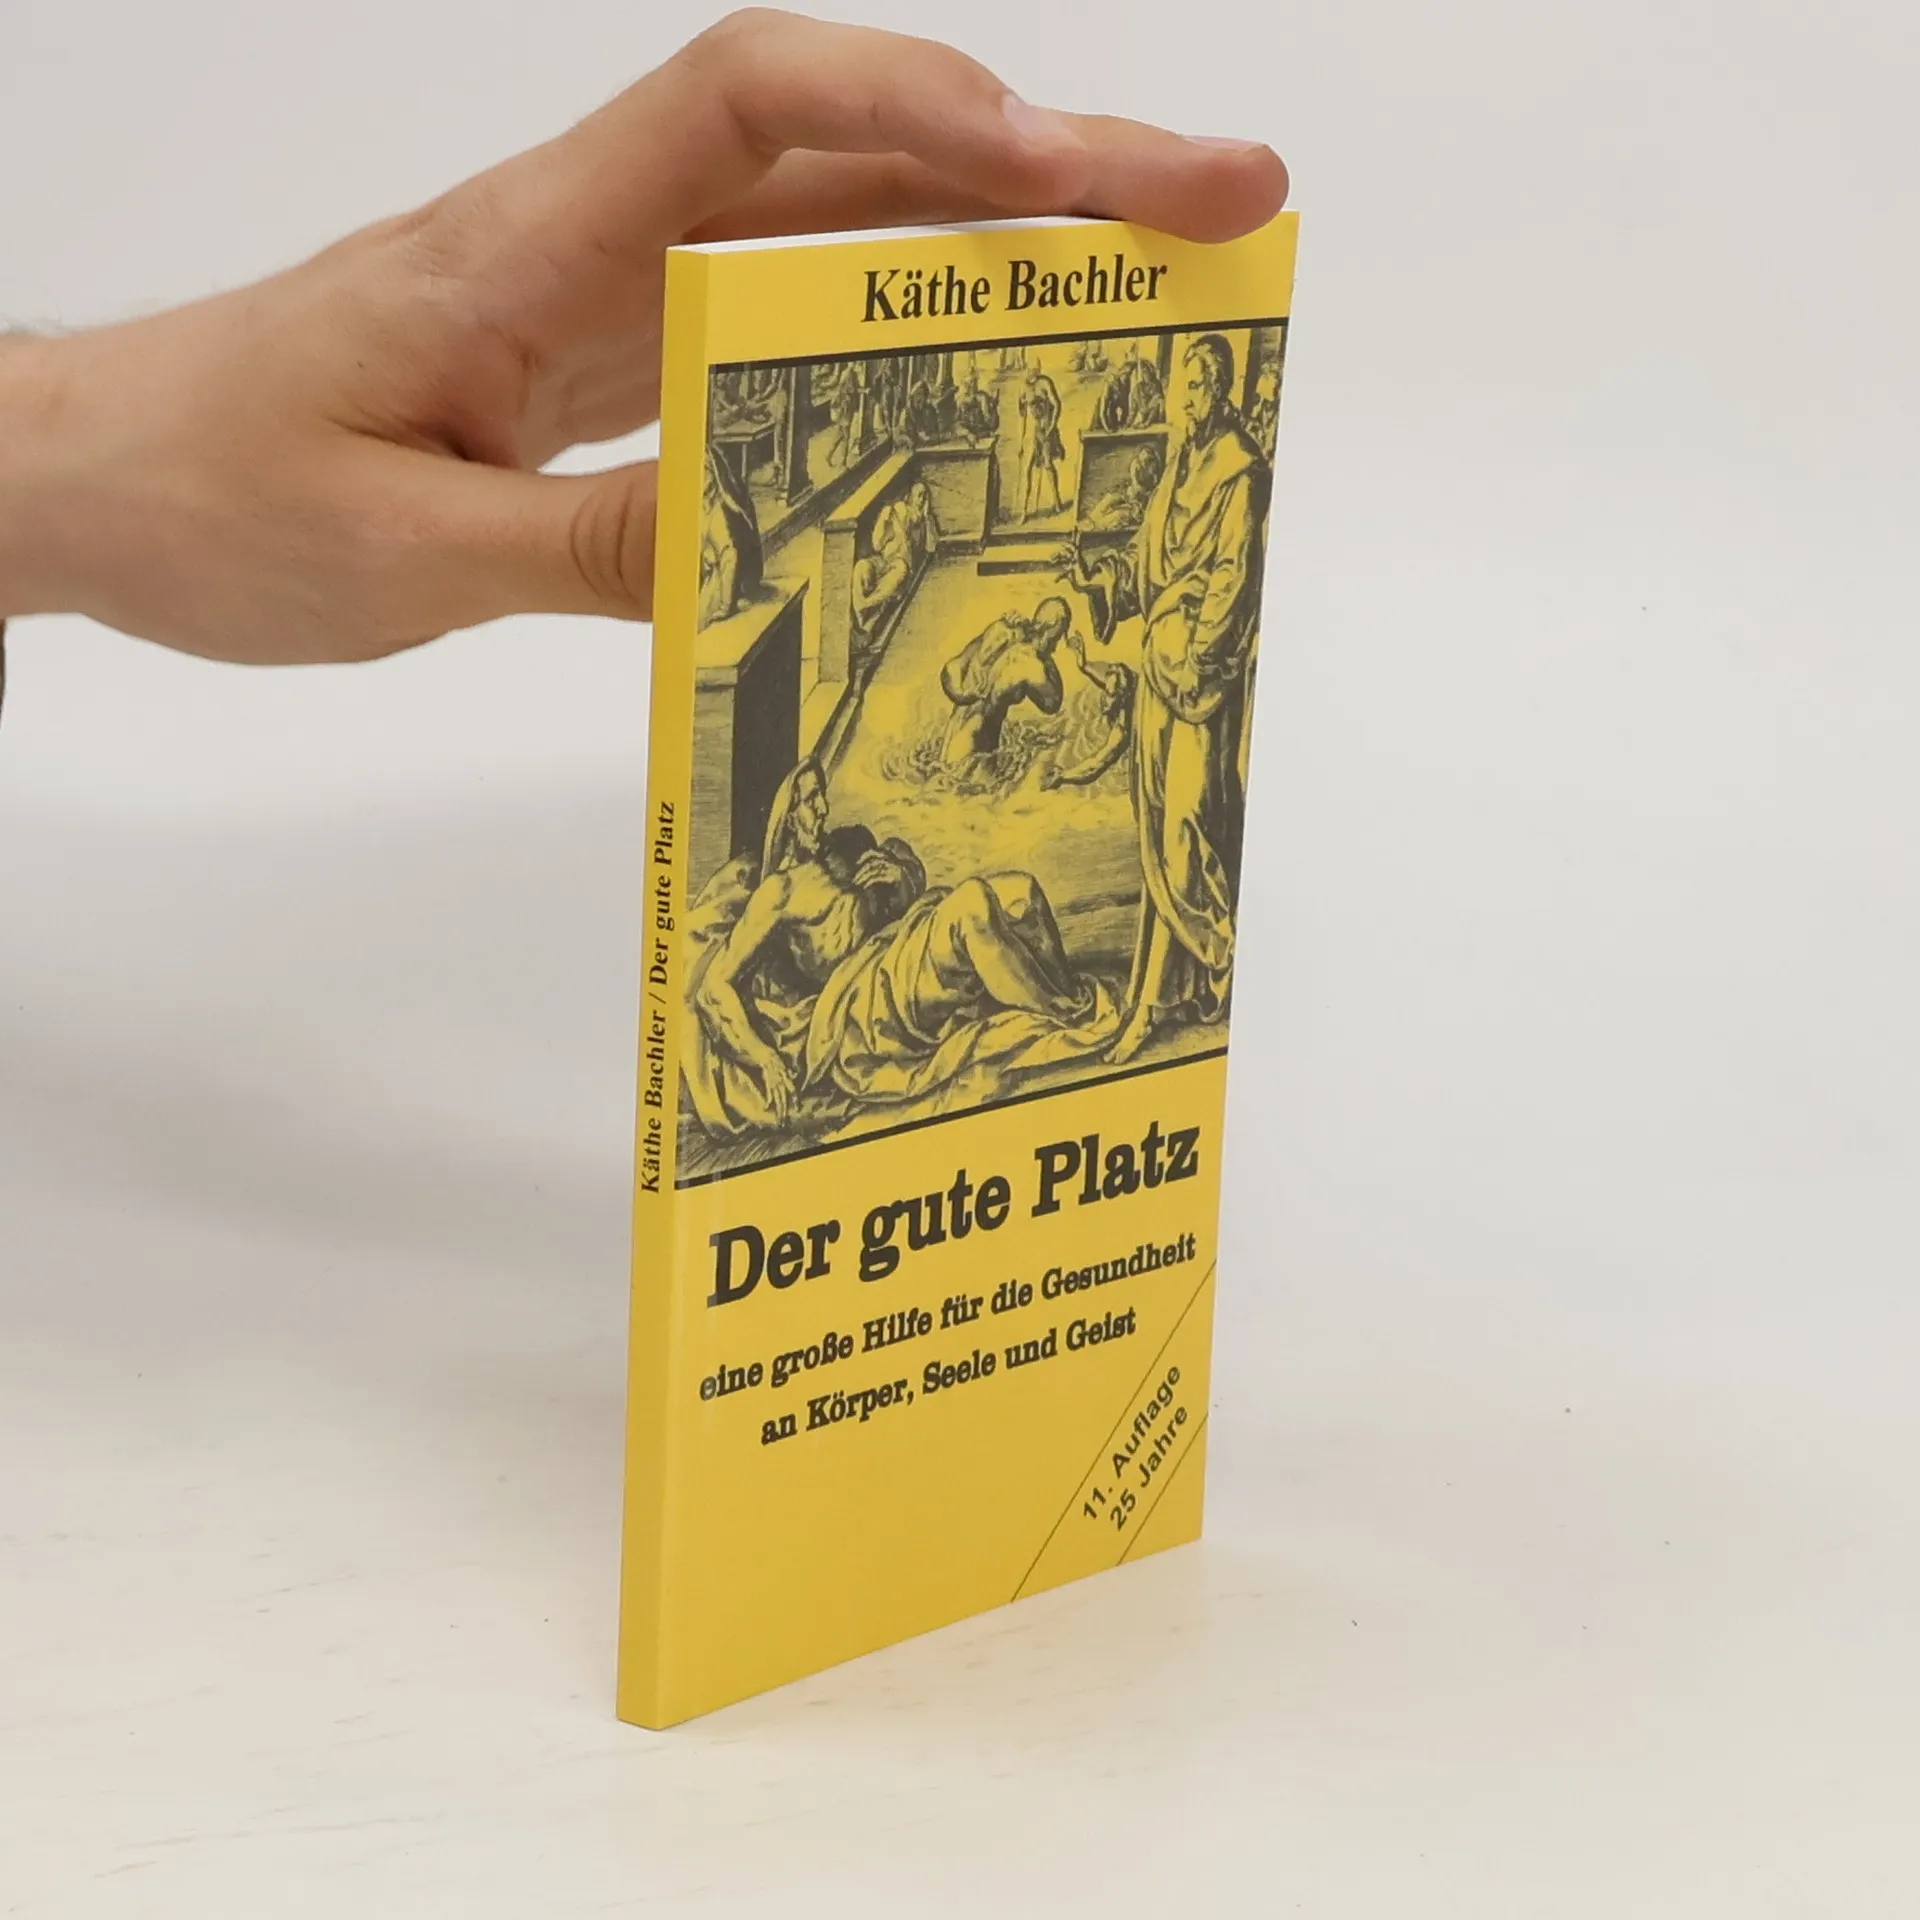 Käthe Bachler
Käthe Bachler / Der gute Platz
Der gute Platz
eine große Hilfe für die Gesundheit
an Körper, Seele und Geist
11. Auflage
25 Jahre